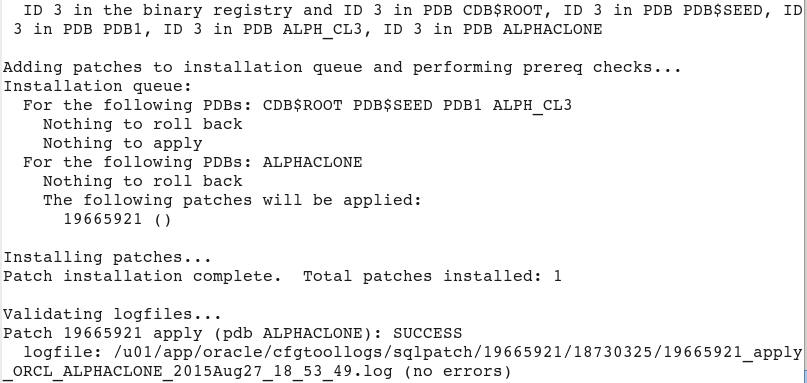 ID 3 in the binary registry and ID 3 in PDB CDB$ROOT, ID 3 in PDB PDB$SEED, ID
3 in PDB PDB1, ID 3 in PDB ALPH_CL3, ID 3 in PDB ALPHACLONE
Adding patches to installation queue and performing prereq checks...
Installation queue:
For the following PDBs: CDB$ROOT PDB$SEED PDB1 ALPH_CL3
Nothing to roll back
Nothing to apply
For the following PDBs: ALPHACLONE
Nothing to roll back
The following patches will be applied:
19665921 ()
Installing patches...
Patch installation complete.  Total patches installed: 1
Validating logfiles...
Patch 19665921 apply (pdb ALPHACLONE): SUCCESS
logfile: /u01/app/oracle/cfgtoollogs/sqlpatch/19665921/18730325/19665921_apply
_ORCL_ALPHACLONE_2015Aug27_18_53_49.log (no errors)